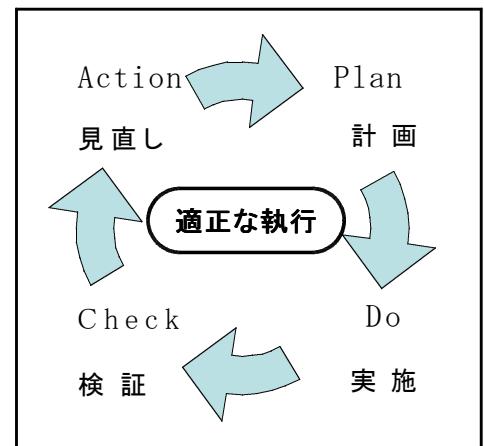 Action
見直し
Plan
計画
適正な執行
Check
検証
Do
実施